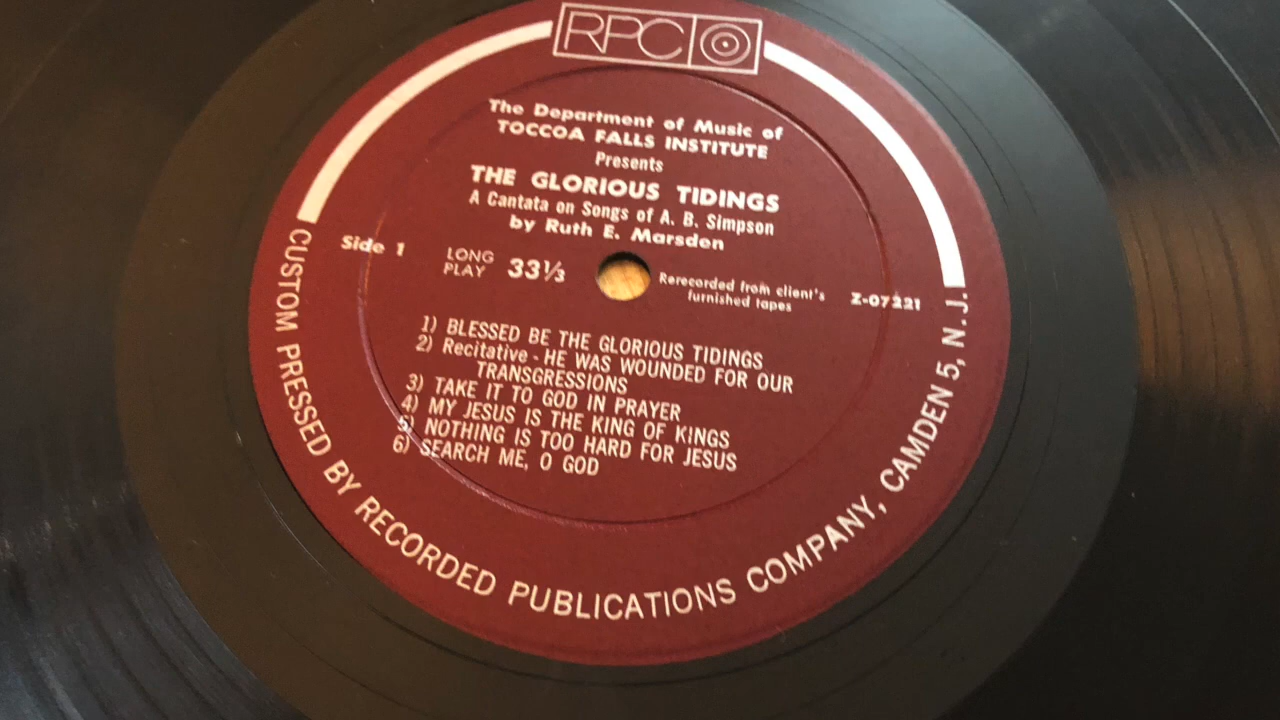 RPC
The Department of Music of
TOCCOA FALLS INSTITUTE
Presents
THE GLORIOUS TIDINGS
A Cantata on Songs of A. B. Simpson
by Ruth E. Marsden
Side 1
LONG
PLAY
33⅓
Rerecorded from client's
furnished tapes
Z-07221
1) BLESSED BE THE GLORIOUS TIDINGS
2) Recitative - HE WAS WOUNDED FOR OUR
TRANSGRESSIONS
3) TAKE IT TO GOD IN PRAYER
4) MY JESUS IS THE KING OF KINGS
5) NOTHING IS TOO HARD FOR JESUS
6) SEARCH ME, O GOD
CUSTOM PRESSED BY RECORDED PUBLICATIONS COMPANY, CAMDEN 5, N. J.